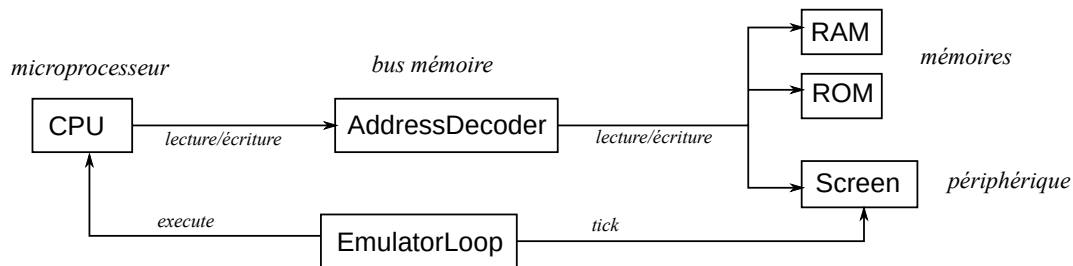 RAM
microprocesseur
bus mémoire
mémoires
ROM
CPU
AddressDecoder
lecture/écriture
lecture/écriture
Screen
périphérique
execute
tick
EmulatorLoop